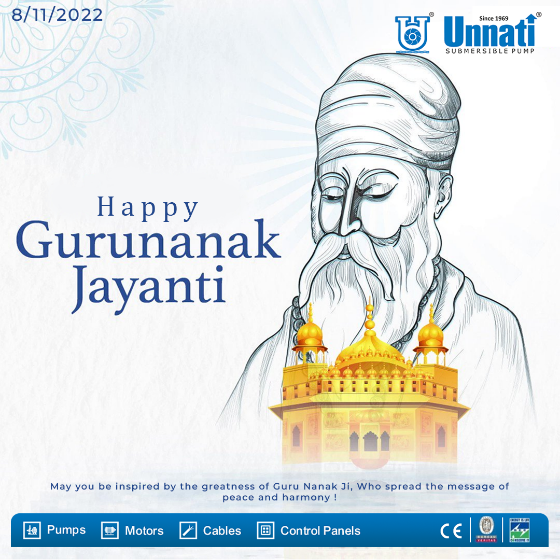 8/11/2022
Since 1969
Unnati
SUBMERSIBLE PUMP
Happy
Gurunanak
Jayanti
May you be inspired by the greatness of Guru Nanak Ji, Who spread the message of
peace and harmony !
Pumps Motors Cables Control Panels CE